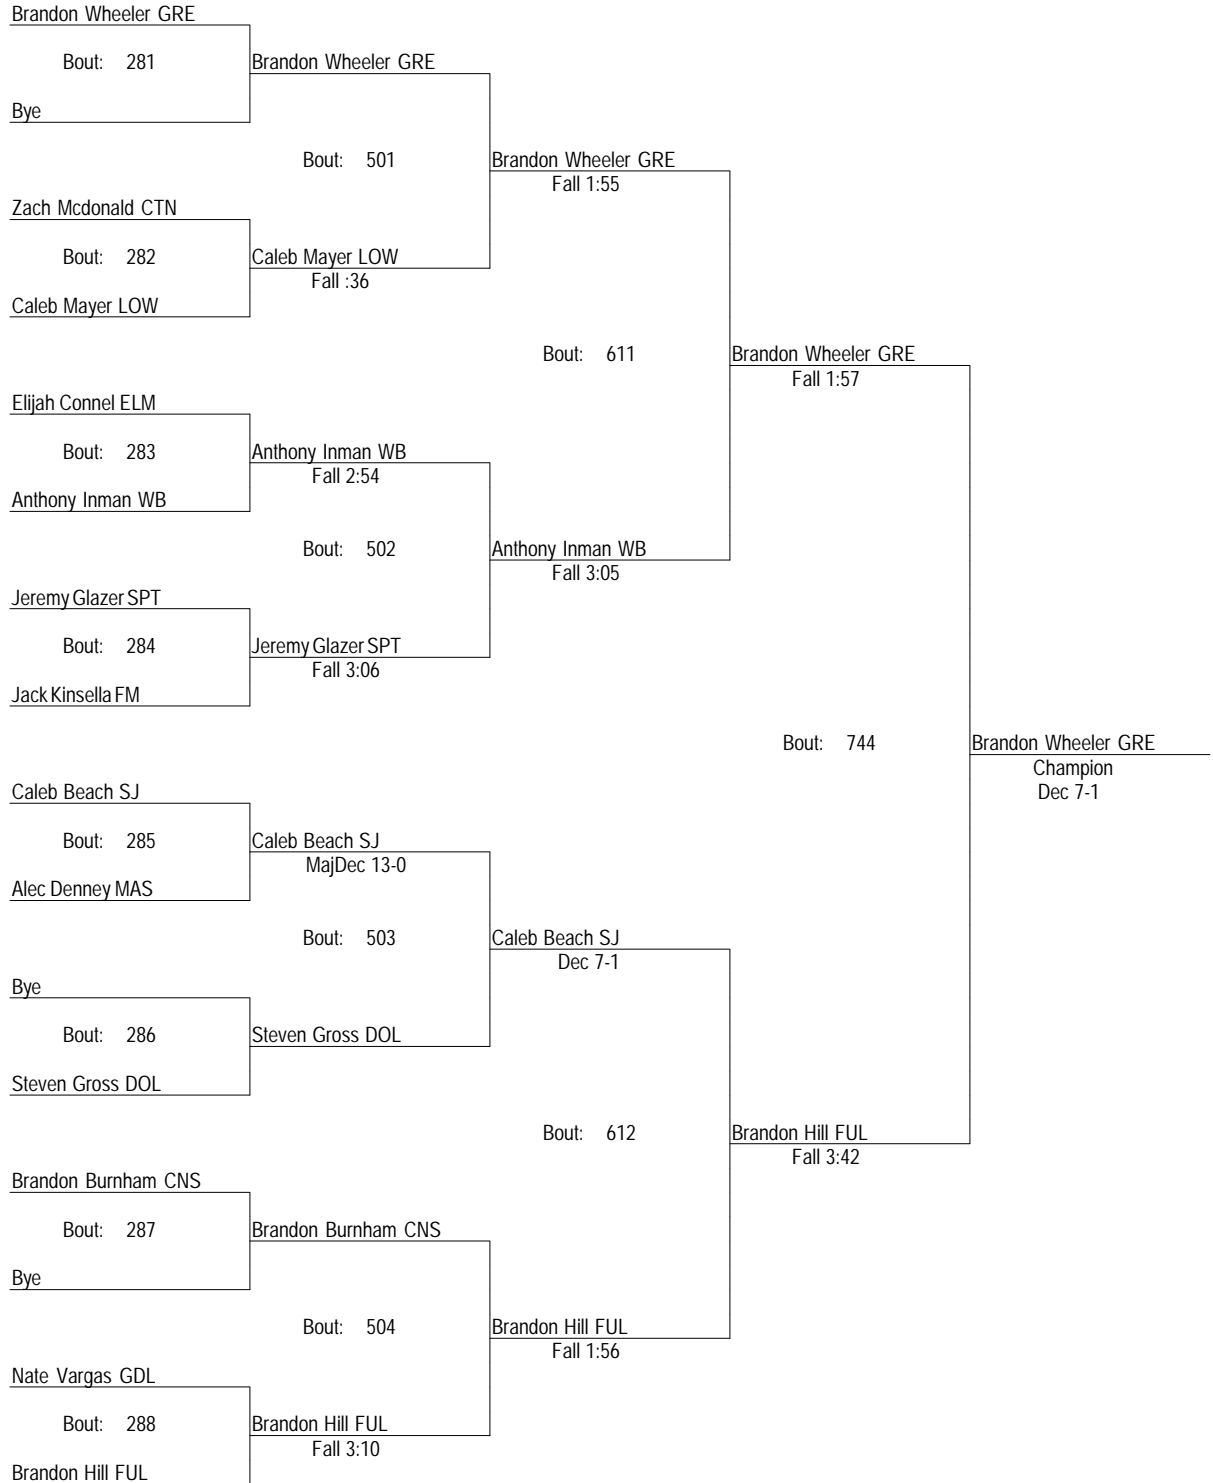 Brandon Wheeler GRE
Bout: 281
Brandon Wheeler GRE
Bye
Bout: 501
Brandon Wheeler GRE
Fall 1:55
Zach Mcdonald CTN
Bout: 282
Caleb Mayer LOW
Fall :36
Caleb Mayer LOW
Bout: 611
Brandon Wheeler GRE
Fall 1:57
Elijah Connel ELM
Bout: 283
Anthony Inman WB
Fall 2:54
Anthony Inman WB
Bout: 502
Anthony Inman WB
Fall 3:05
Jeremy Glazer SPT
Bout: 284
Jeremy Glazer SPT
Fall 3:06
Jack Kinsella FM
Bout: 744
Brandon Wheeler GRE
Champion
Dec 7-1
Caleb Beach SJ
Bout: 285
Caleb Beach SJ
MajDec 13-0
Alec Denney MAS
Bout: 503
Caleb Beach SJ
Dec 7-1
Bye
Bout: 286
Steven Gross DOL
Steven Gross DOL
Bout: 612
Brandon Hill FUL
Fall 3:42
Brandon Burnham CNS
Bout: 287
Brandon Burnham CNS
Bye
Bout: 504
Brandon Hill FUL
Fall 1:56
Nate Vargas GDL
Bout: 288
Brandon Hill FUL
Fall 3:10
Brandon Hill FUL